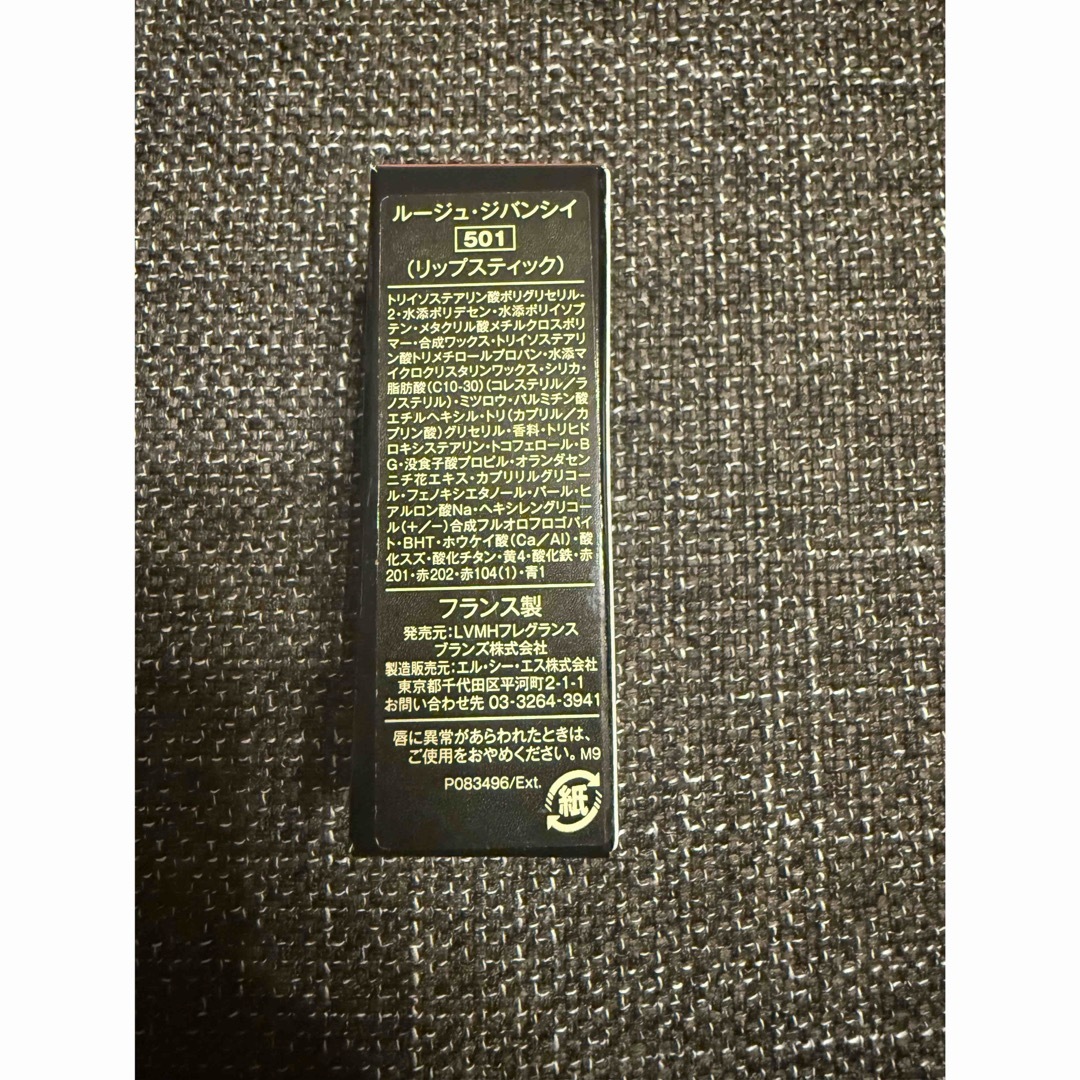 ルージュ・ジバンシイ
501
(リップスティック)
トリイソステアリン酸ポリグリセリル-
2・水添ポリデセン・水添ポリイソブ
テン・メタクリル酸メチルクロスポリ
マー・合成ワックス・トリイソステアリ
ン酸トリメチロールプロパン・水添マ
イクロクリスタリンワックス・シリカ・
脂肪酸(C10-30)(コレステリル/ラ
ノステリル)・ミツロウ・パルミチン酸
エチルヘキシル・トリ(カプリル/カ
プリン酸)グリセリル・香料・トリヒド
ロキシステアリン・トコフェロール・B
G・没食子酸プロピル・オランダセン
ニチ花エキス・カプリリルグリコー
ル・フェノキシエタノール・パール・ヒ
アルロン酸Na・ヘキシレングリコー
ル(+/-)合成フルオロフロゴパイ
ト・BHT・ホウケイ酸(Ca/Al)・酸
化スズ・酸化チタン・黄4・酸化鉄・赤
201・赤202・赤104(1)・青1
フランス製
発売元:LVMHフレグランス
ブランズ株式会社
製造販売元:エル・シー・エス株式会社
東京都千代田区平河町2-1-1
お問い合わせ先 03-3264-3941
唇に異常があらわれたときは、
ご使用をおやめください。M9
P083496/Ext.
紙